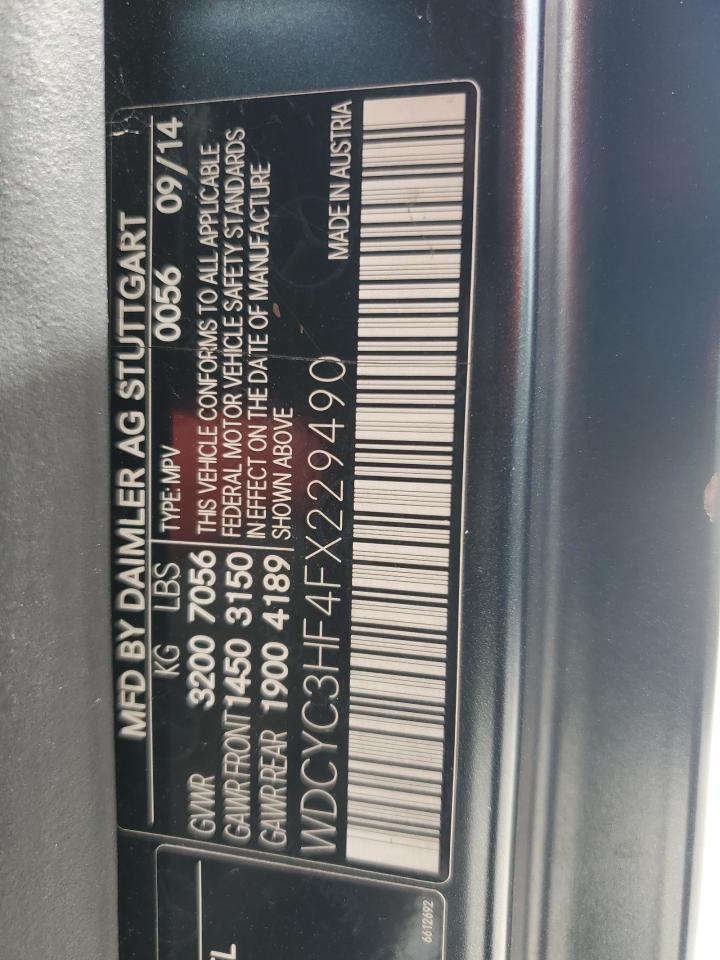 MFD BY DAIMLER AG STUTTGART
KG LBS TYPE: MPV 0056 09/14
GVWR 3200 7056 THIS VEHICLE CONFORMS TO ALL APPLICABLE
GAWR FRONT 1450 3150 FEDERAL MOTOR VEHICLE SAFETY STANDARDS
GAWR REAR 1900 4189 IN EFFECT ON THE DATE OF MANUFACTURE
SHOWN ABOVE
WDCYC3HF4FX229490 MADE IN AUSTRIA
6612692